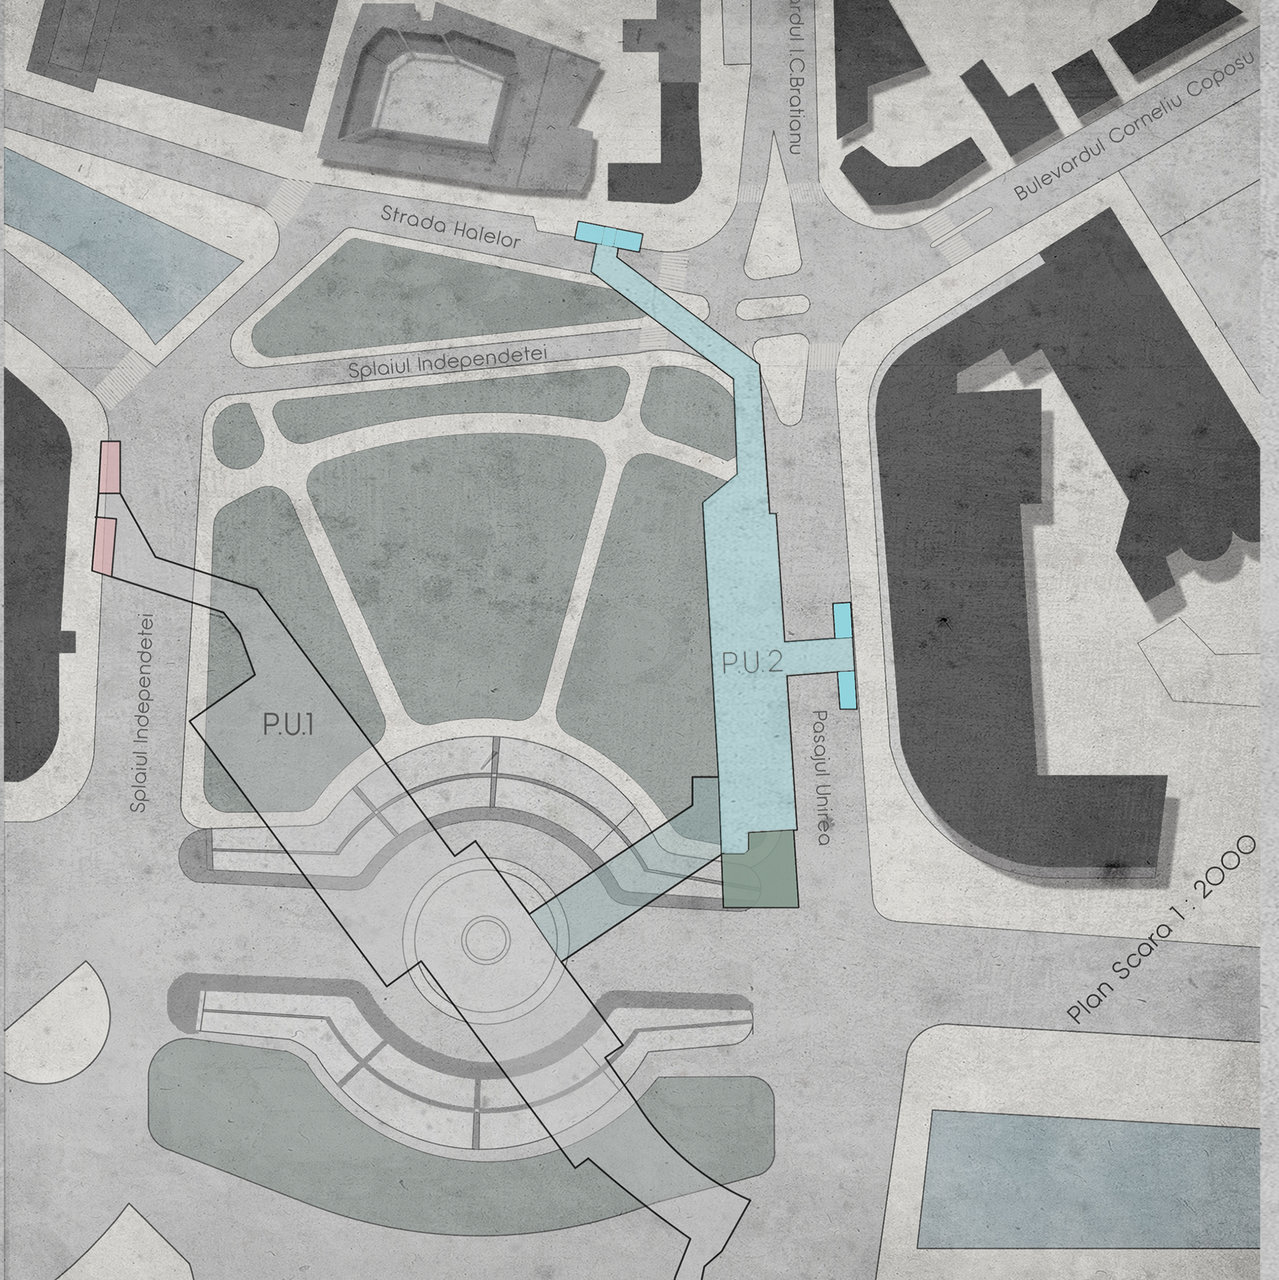 ardul I.C.Bratianu
Bulevardul Corneliu Coposu
Strada Halelor
Splaiul Independetei
Splaiul Independetei
P.U.1
P.U.2
Pasajul Unirea
Plan Scara 1 : 2000